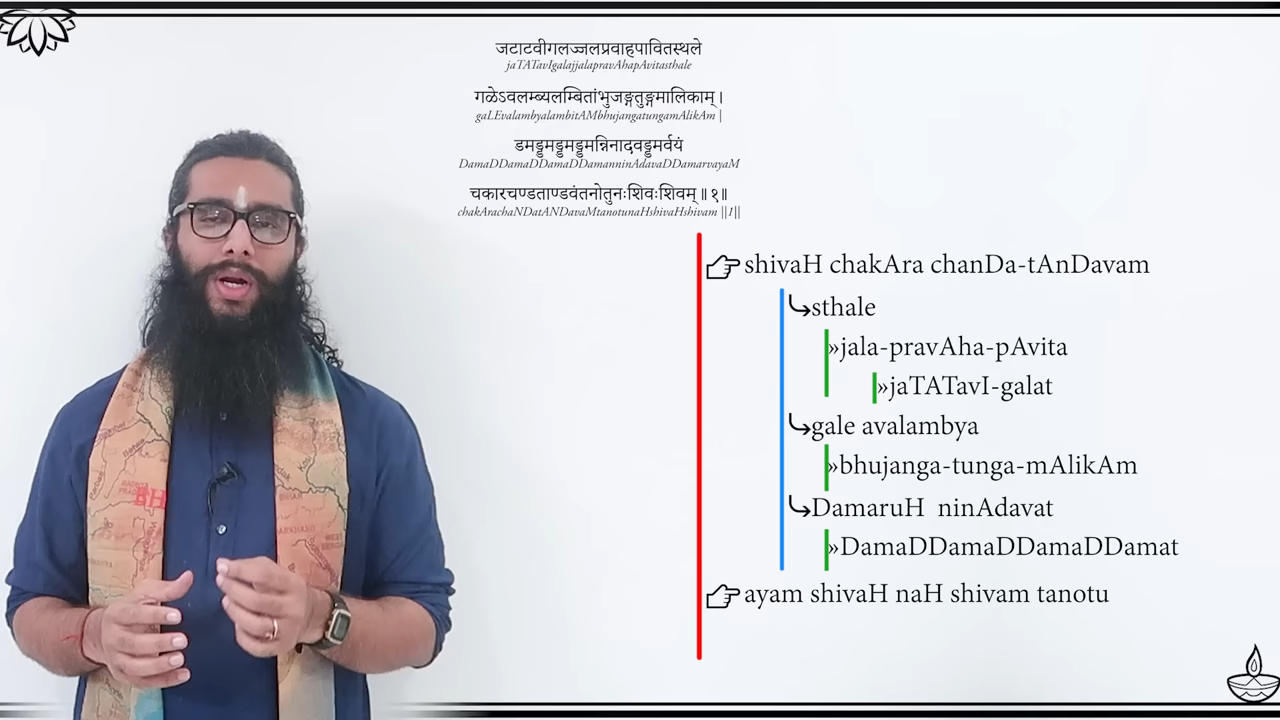 जटाटवीगलज्जलप्रवाहपावितस्थले
jaTATavIgalajjalapravAhapAvitasthale
गळेऽवलम्ब्यलम्बितांभुजङ्गतुङ्गमालिकाम् ।
gaLEvalambyalambitAMbhujangatungamAlikAm |
डमड्डमड्डमड्डमन्निनादवड्डमर्वयं
DamaDDamaDDamaDDamanninAdavaDDamarvayaM
चकारचण्डताण्डवंतनोतुनःशिवःशिवम् ॥ १॥
chakArachaNDatANDavaMtanotunaHshivaHshivam ||1||
shivaH chakAra chanDa-tAnDavam
sthale
»jala-pravAha-pAvita
»jaTATavI-galat
gale avalambya
»bhujanga-tunga-mAlikAm
DamaruH ninAdavat
»DamaDDamaDDamaDDamat
ayam shivaH naH shivam tanotu